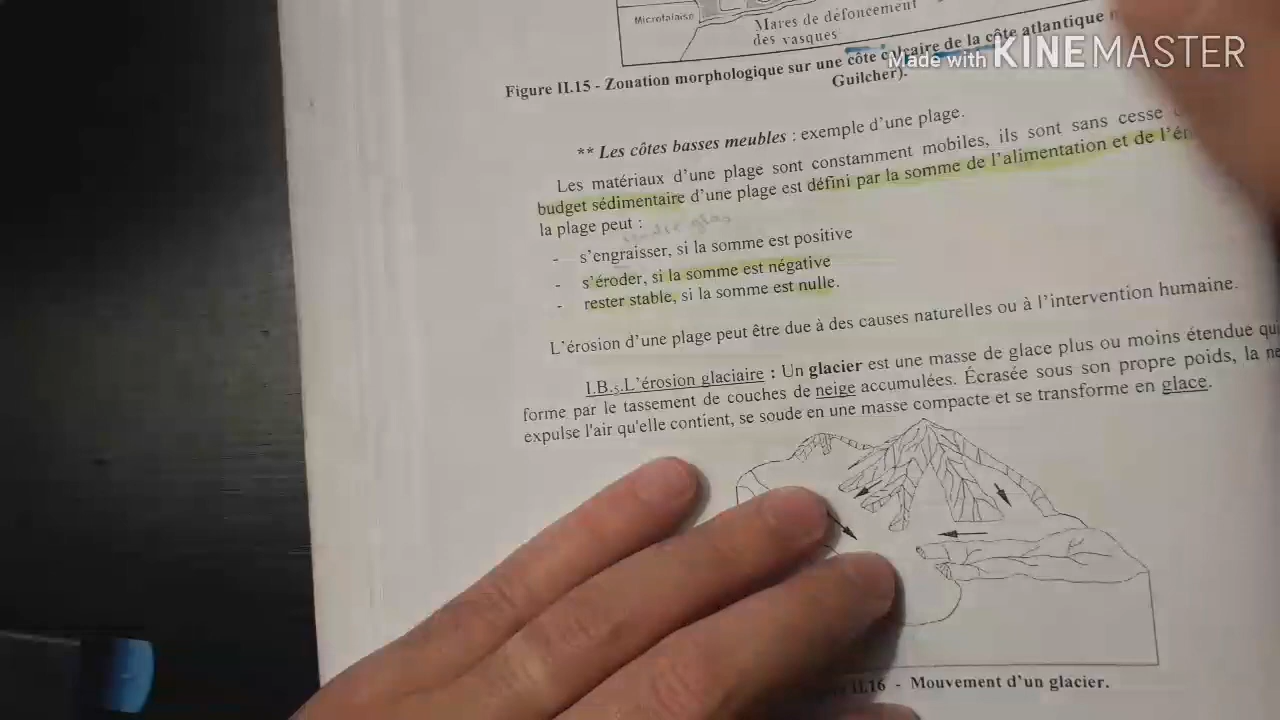 Microfalaise
Mares de défoncement
des vasques
Made with KINEMASTER
Figure II.15 - Zonation morphologique sur une côte calcaire de la côte atlantique
Guilcher).
** Les côtes basses meubles : exemple d'une plage.
Les matériaux d'une plage sont constamment mobiles, ils sont sans cesse
budget sédimentaire d'une plage est défini par la somme de l'alimentation et de l'ér
la plage peut :
- s'engraisser, si la somme est positive
- s'éroder, si la somme est négative
- rester stable, si la somme est nulle.
L'érosion d'une plage peut être due à des causes naturelles ou à l'intervention humaine.
I.B.5.L'érosion glaciaire : Un glacier est une masse de glace plus ou moins étendue qui
forme par le tassement de couches de neige accumulées. Écrasée sous son propre poids, la ne
expulse l'air qu'elle contient, se soude en une masse compacte et se transforme en glace.
II.16 - Mouvement d'un glacier.